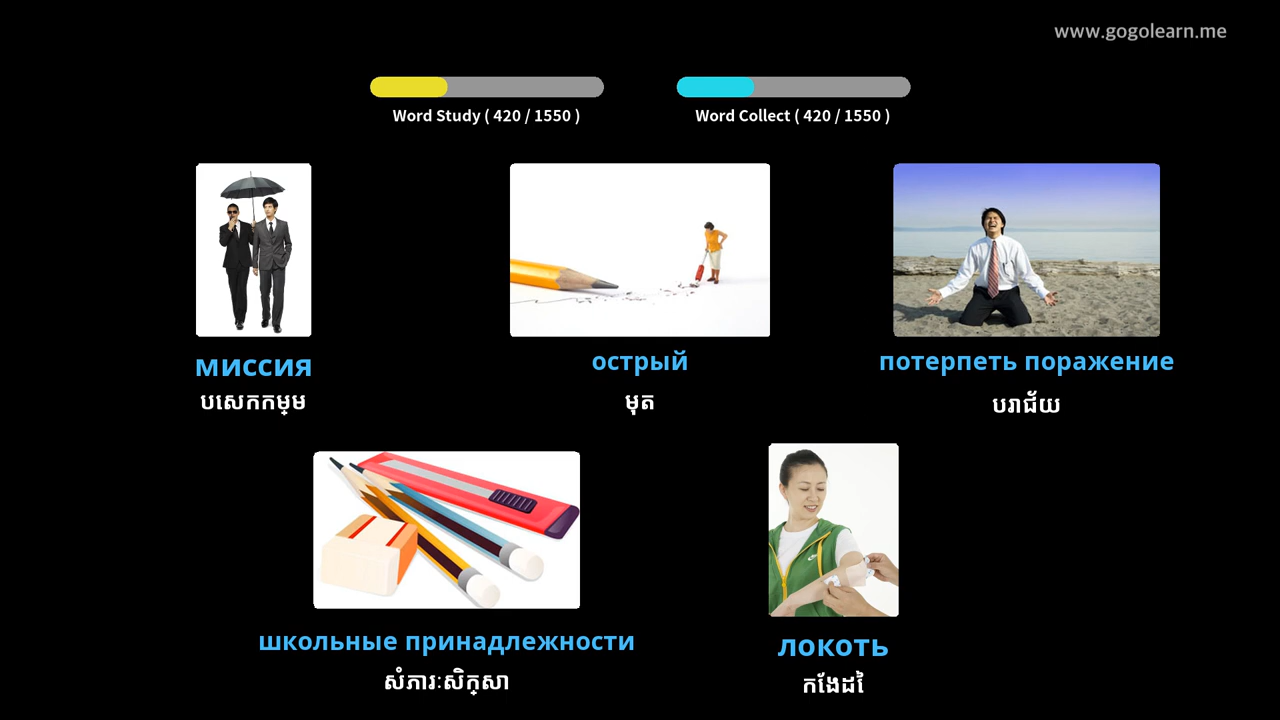 www.gogolearn.me
Word Study ( 420 / 1550 )
Word Collect ( 420 / 1550 )
миссия
បេសកកម្ម
острый
មុត
потерпеть поражение
បរាជ័យ
школьные принадлежности
សំភារៈសិក្សា
локоть
កែងដៃ